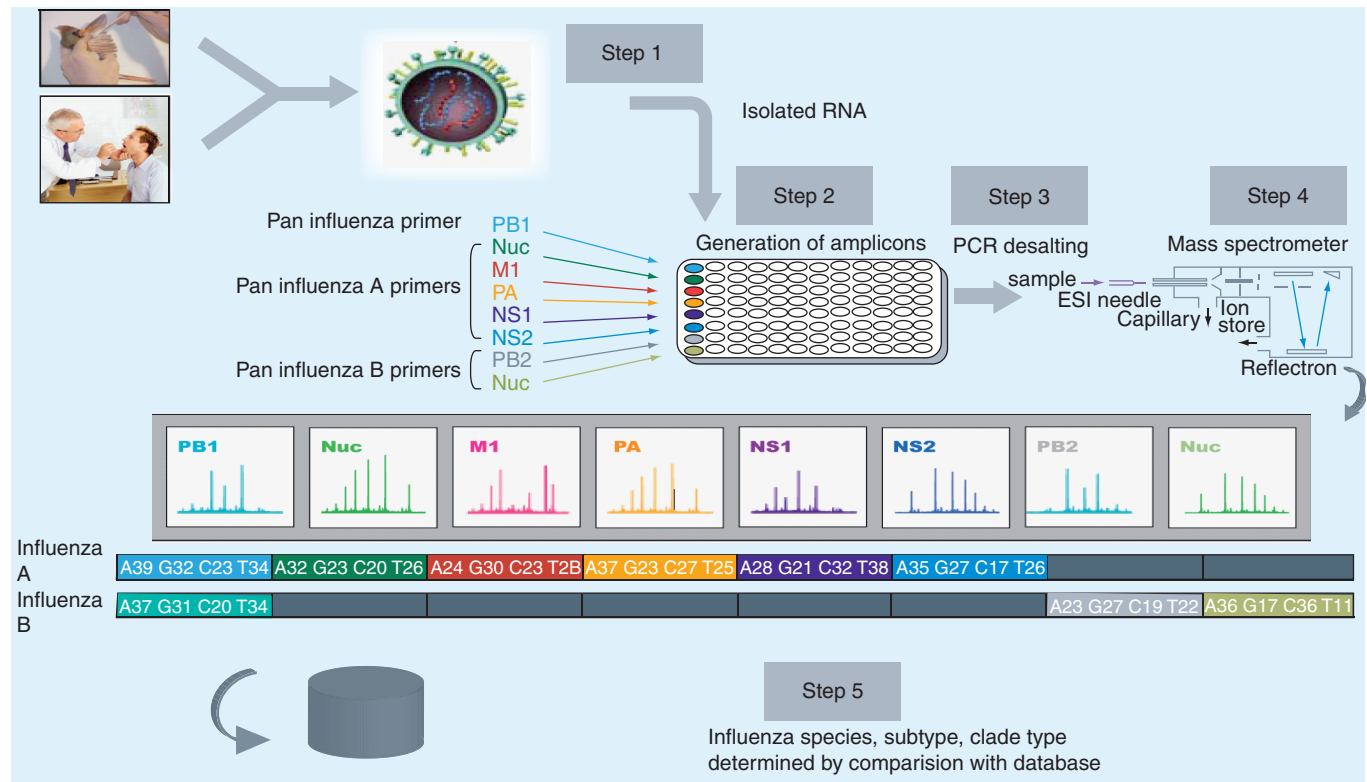 Step 1
Isolated RNA
Step 2
Step 3
Step 4
Pan influenza primer
Pan influenza A primers
Pan influenza B primers
PB1
Nuc
M1
PA
NS1
NS2
PB2
Nuc
Generation of amplicons
PCR desalting
Mass spectrometer
sample
ESI needle
Capillary
Ion
store
Reflectron
PB1
Nuc
M1
PA
NS1
NS2
PB2
Nuc
Influenza
A
A39 G32 C23 T34
A32 G23 C20 T26
A24 G30 C23 T2B
A37 G23 C27 T25
A28 G21 C32 T38
A35 G27 C17 T26
Influenza
B
A37 G31 C20 T34
A23 G27 C19 T22
A36 G17 C36 T11
Step 5
Influenza species, subtype, clade type
determined by comparision with database